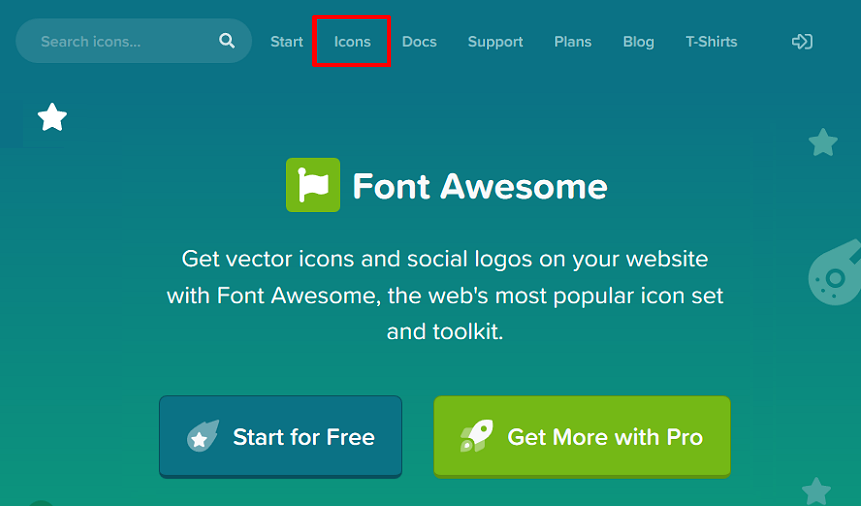 Search icons...
Start
Icons
Docs
Support
Plans
Blog
T-Shirts
Font Awesome
Get vector icons and social logos on your website
with Font Awesome, the web's most popular icon set
and toolkit.
Start for Free
Get More with Pro